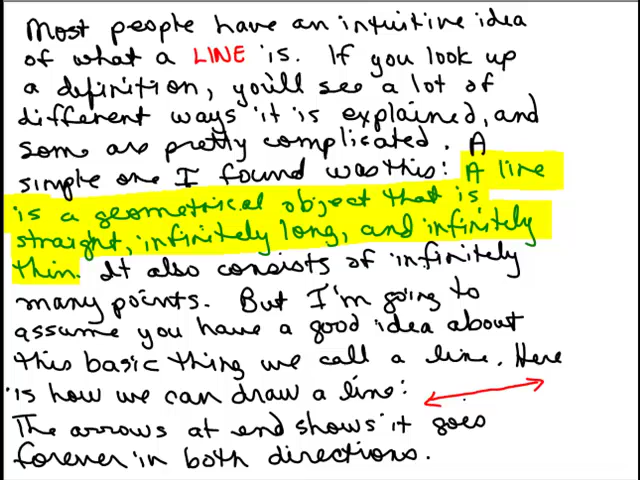 Most people have an intuitive idea
of what a LINE is. If you look up
a definition, you'll see a lot of
different ways it is explained, and
some are pretty complicated. A
simple one I found was this: A line
is a geometrical object that is
straight, infinitely long, and infinitely
thin. It also consists of infinitely
many points. But I'm going to
assume you have a good idea about
this basic thing we call a line. Here
is how we can draw a line:
The arrows at end shows it goes
forever in both directions.